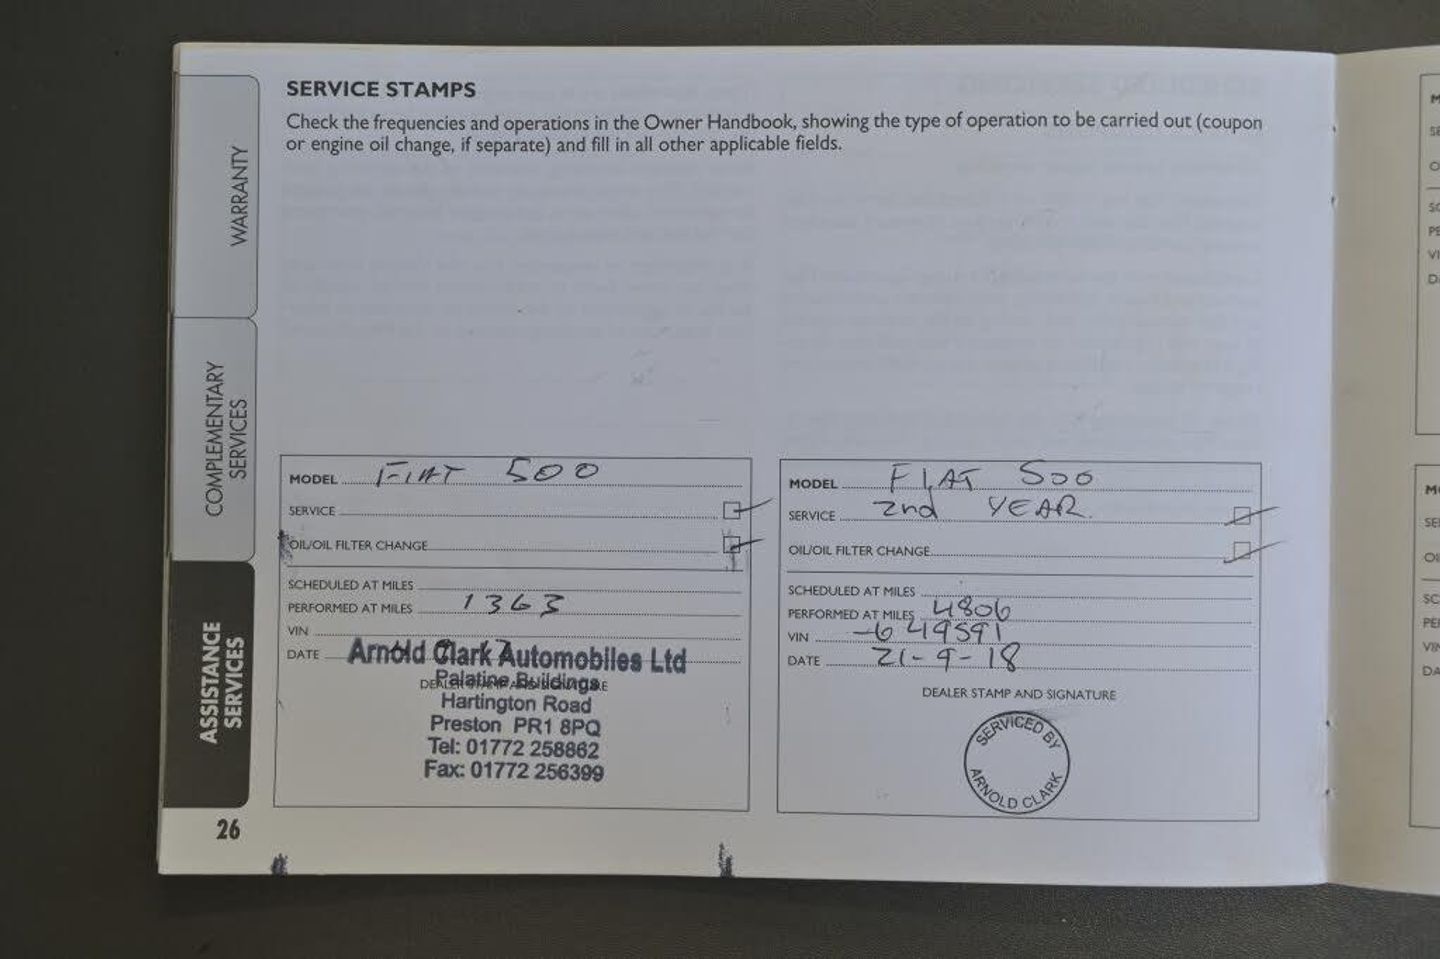 SERVICE STAMPS
Check the frequencies and operations in the Owner Handbook, showing the type of operation to be carried out (coupon
or engine oil change, if separate) and fill in all other applicable fields.
WARRANTY
COMPLEMENTARY
SERVICES
ASSISTANCE
SERVICES
MODEL FIAT 500
SERVICE
OIL/OIL FILTER CHANGE
SCHEDULED AT MILES
PERFORMED AT MILES 1363
VIN
DATE
Arnold Clark Automobiles Ltd
Palatine Buildings
Hartington Road
Preston PR1 8PQ
Tel: 01772 258862
Fax: 01772 256399
MODEL FIAT 500
SERVICE 2nd YEAR
OIL/OIL FILTER CHANGE
SCHEDULED AT MILES
PERFORMED AT MILES 4806
VIN -649591
DATE 21-9-18
DEALER STAMP AND SIGNATURE
SERVICED BY
ARNOLD CLARK
26